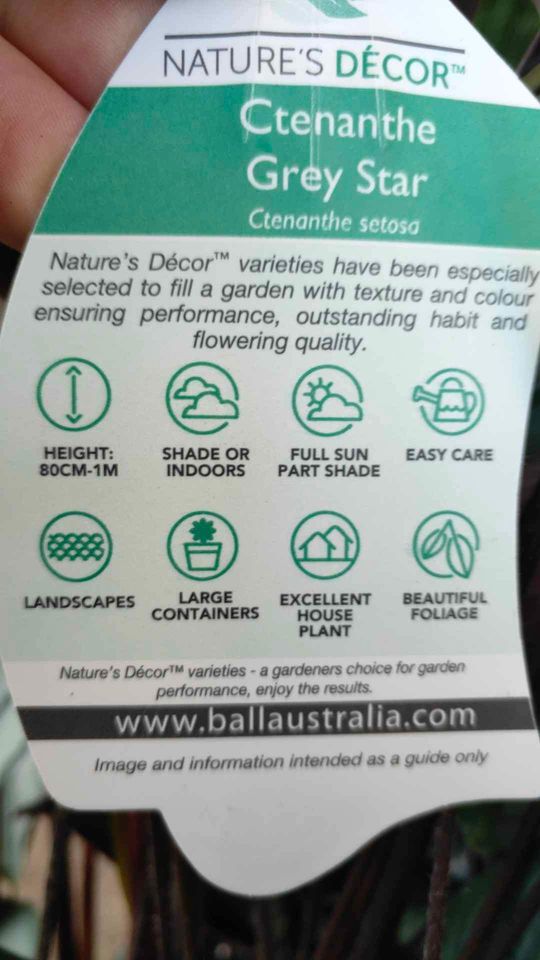 NATURE'S DÉCOR™
Ctenanthe
Grey Star
Ctenanthe setosa
Nature's Décor™ varieties have been especially
selected to fill a garden with texture and colour
ensuring performance, outstanding habit and
flowering quality.
HEIGHT:
80CM-1M
SHADE OR
INDOORS
FULL SUN
PART SHADE
EASY CARE
LANDSCAPES
LARGE
CONTAINERS
EXCELLENT
HOUSE
PLANT
BEAUTIFUL
FOLIAGE
Nature's Décor™ varieties - a gardeners choice for garden
performance, enjoy the results.
www.ballaustralia.com
Image and information intended as a guide only